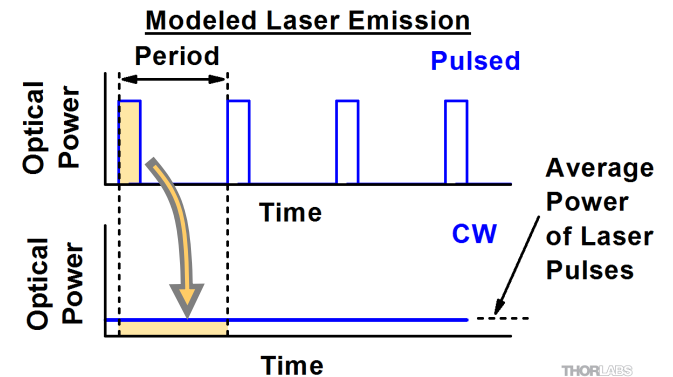 Modeled Laser Emission
Period
Pulsed
Optical
Power
Time
Average
Power
of Laser
Pulses
CW
Optical
Power
Time
THORLABS